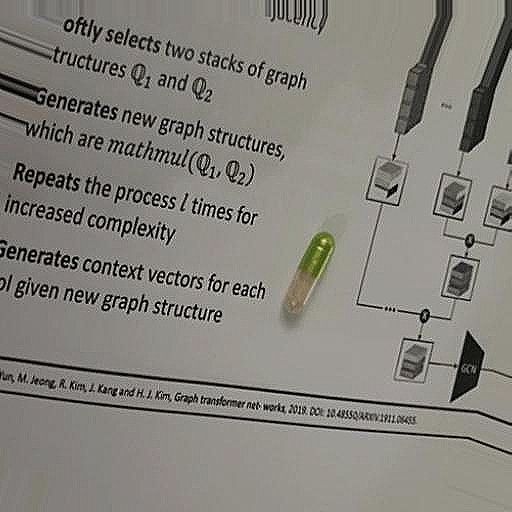 oftly selects two stacks of graph
tructures ℚ1 and ℚ2
Generates new graph structures,
which are mathmul(ℚ1, ℚ2)
Repeats the process l times for
increased complexity
Generates context vectors for each
ol given new graph structure
GCN
Yun, M. Jeong, R. Kim, J. Kang and H. J. Kim, Graph transformer net- works, 2019. DOI: 10.48550/ARXIV.1911.06455.